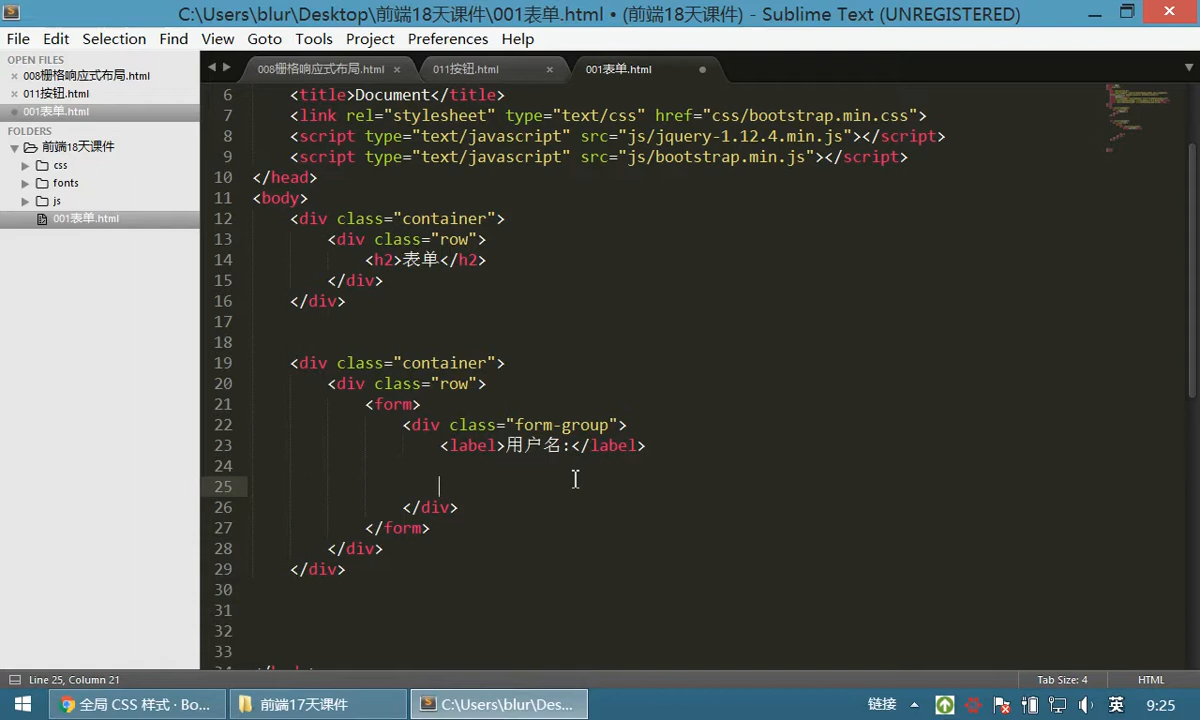 C:\Users\blur\Desktop\前端18天课件\001表单.html • (前端18天课件) - Sublime Text (UNREGISTERED)
File Edit Selection Find View Goto Tools Project Preferences Help
OPEN FILES
008栅格响应式布局.html
011按钮.html
001表单.html
FOLDERS
前端18天课件
css
fonts
js
001表单.html
008栅格响应式布局.html 011按钮.html 001表单.html
6 <title>Document</title>
7 <link rel="stylesheet" type="text/css" href="css/bootstrap.min.css">
8 <script type="text/javascript" src="js/jquery-1.12.4.min.js"></script>
9 <script type="text/javascript" src="js/bootstrap.min.js"></script>
10 </head>
11 <body>
12 <div class="container">
13 <div class="row">
14 <h2>表单</h2>
15 </div>
16 </div>
17
18
19 <div class="container">
20 <div class="row">
21 <form>
22 <div class="form-group">
23 <label>用户名:</label>
24
25
26 </div>
27 </form>
28 </div>
29 </div>
30
31
32
33
Line 25, Column 21 Tab Size: 4 HTML
全局 CSS 样式 · Bo... 前端17天课件 C:\Users\blur\Des... 链接 英 9:25